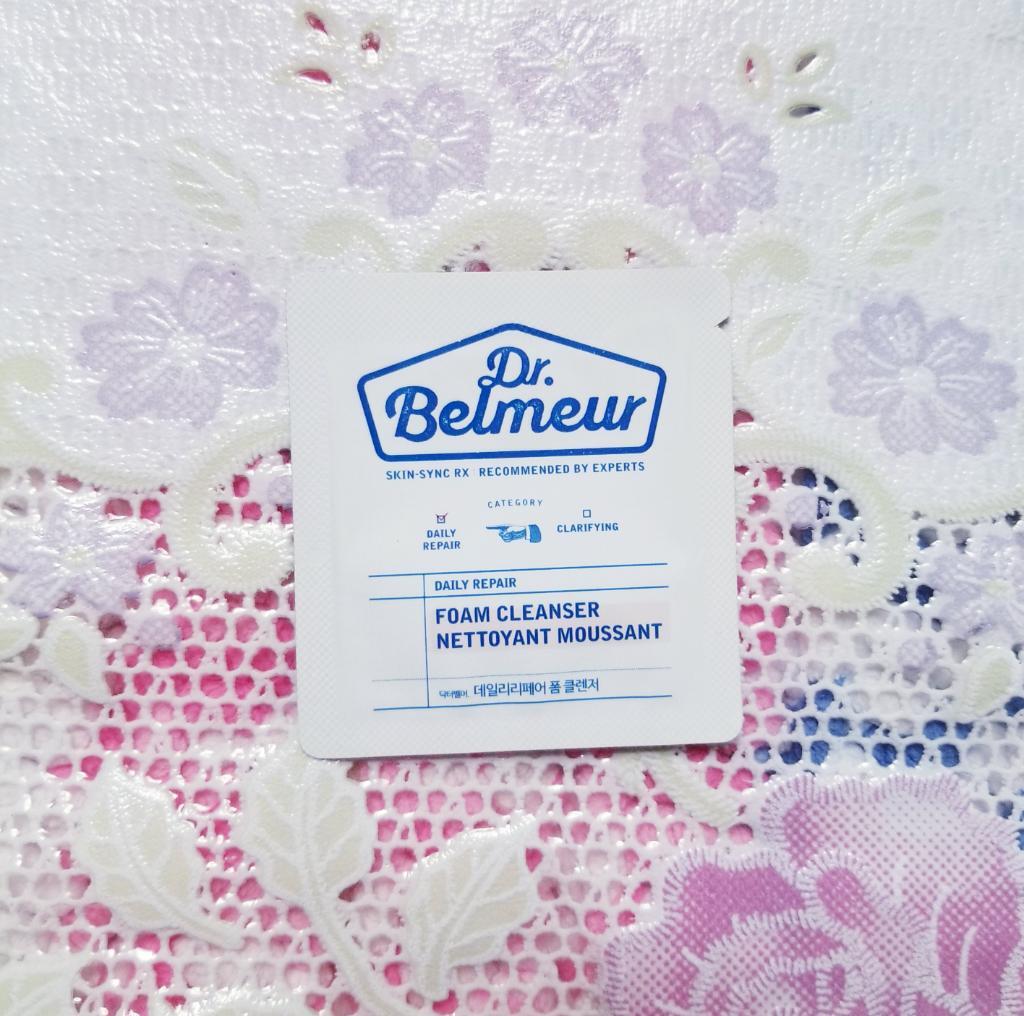 Dr.
Belmeur
SKIN-SYNC RX RECOMMENDED BY EXPERTS
CATEGORY
DAILY
REPAIR
CLARIFYING
DAILY REPAIR
FOAM CLEANSER
NETTOYANT MOUSSANT
닥터벨머 데일리리페어 폼 클렌저